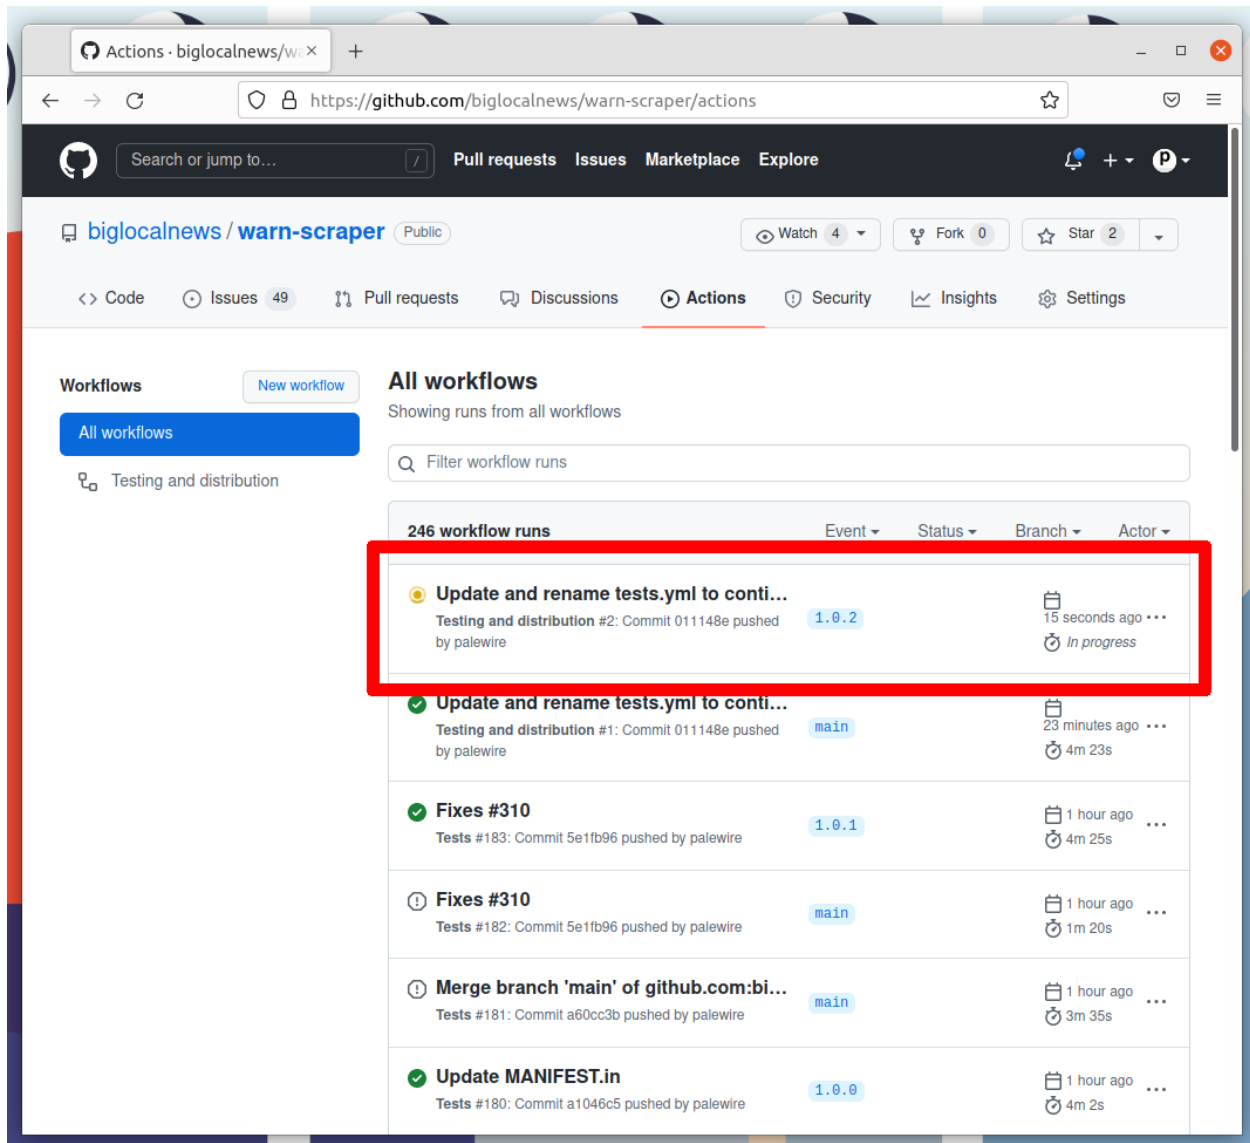 Actions · biglocalnews/wa
https://github.com/biglocalnews/warn-scraper/actions
Search or jump to…
/
Pull requests Issues Marketplace Explore
biglocalnews / warn-scraper Public
Watch 4
Fork 0
Star 2
<> Code
Issues 49
Pull requests
Discussions
Actions
Security
Insights
Settings
Workflows
New workflow
All workflows
Testing and distribution
All workflows
Showing runs from all workflows
Filter workflow runs
246 workflow runs
Event Status Branch Actor
Update and rename tests.yml to conti…
Testing and distribution #2: Commit 011148e pushed
by palewire
1.0.2
15 seconds ago
In progress
Update and rename tests.yml to conti…
Testing and distribution #1: Commit 011148e pushed
by palewire
main
23 minutes ago
4m 23s
Fixes #310
Tests #183: Commit 5e1fb96 pushed by palewire
1.0.1
1 hour ago
4m 25s
Fixes #310
Tests #182: Commit 5e1fb96 pushed by palewire
main
1 hour ago
1m 20s
Merge branch 'main' of github.com:bi…
Tests #181: Commit a60cc3b pushed by palewire
main
1 hour ago
3m 35s
Update MANIFEST.in
Tests #180: Commit a1046c5 pushed by palewire
1.0.0
1 hour ago
4m 2s